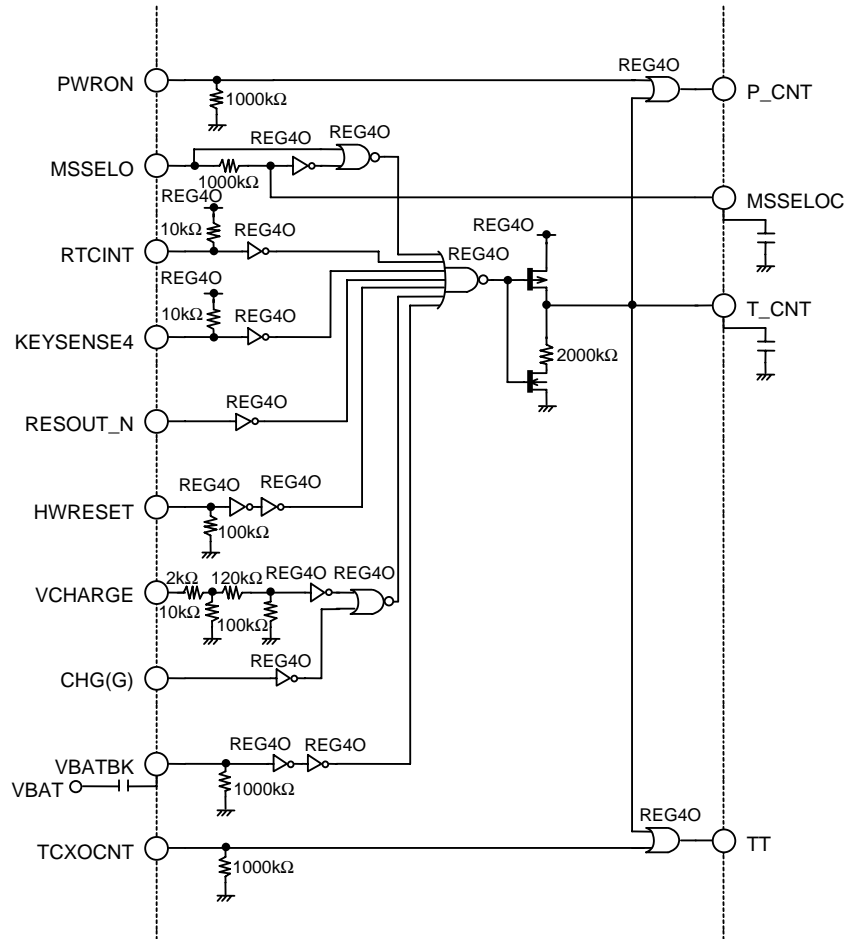 REG4O
PWRON
1000kΩ
P_CNT
REG4O
REG4O
MSSELO
1000kΩ
MSSELOC
REG4O
10kΩ
REG4O
RTCINT
REG4O
REG4O
REG4O
10kΩ
REG4O
T_CNT
KEYSENSE4
2000kΩ
REG4O
RESOUT_N
REG4O
REG4O
HWRESET
100kΩ
2kΩ
120kΩ
REG4O
REG4O
VCHARGE
10kΩ
100kΩ
REG4O
CHG(G)
REG4O
REG4O
VBATBK
VBAT
1000kΩ
REG4O
TCXOCNT
TT
1000kΩ